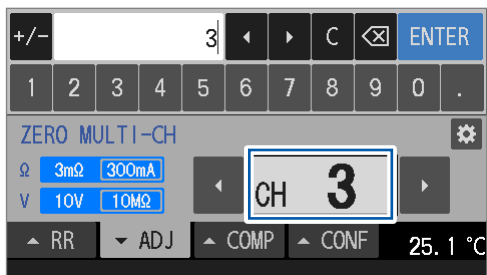 +/- 3 C ENTER
1 2 3 4 5 6 7 8 9 0 .
ZERO MULTI-CH
Ω 3mΩ 300mA
V 10V 10MΩ
CH 3
RR ADJ COMP CONF 25.1 °C